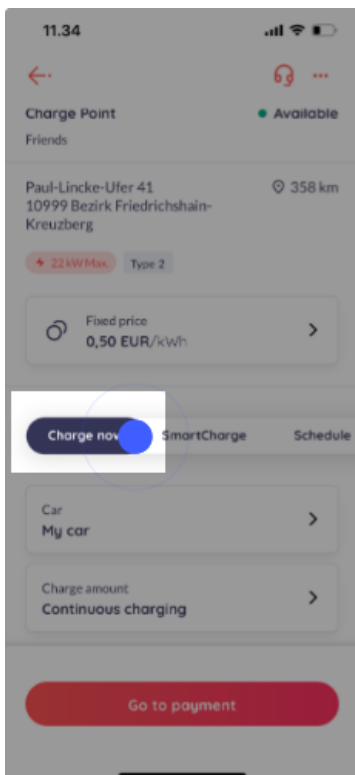 11.34
Charge Point
Available
Friends
Paul-Lincke-Ufer 41
358 km
10999 Bezirk Friedrichshain-
Kreuzberg
22 kW Max.
Type 2
Fixed price
0,50 EUR/kWh
Charge now
SmartCharge
Schedule
Car
My car
Charge amount
Continuous charging
Go to payment